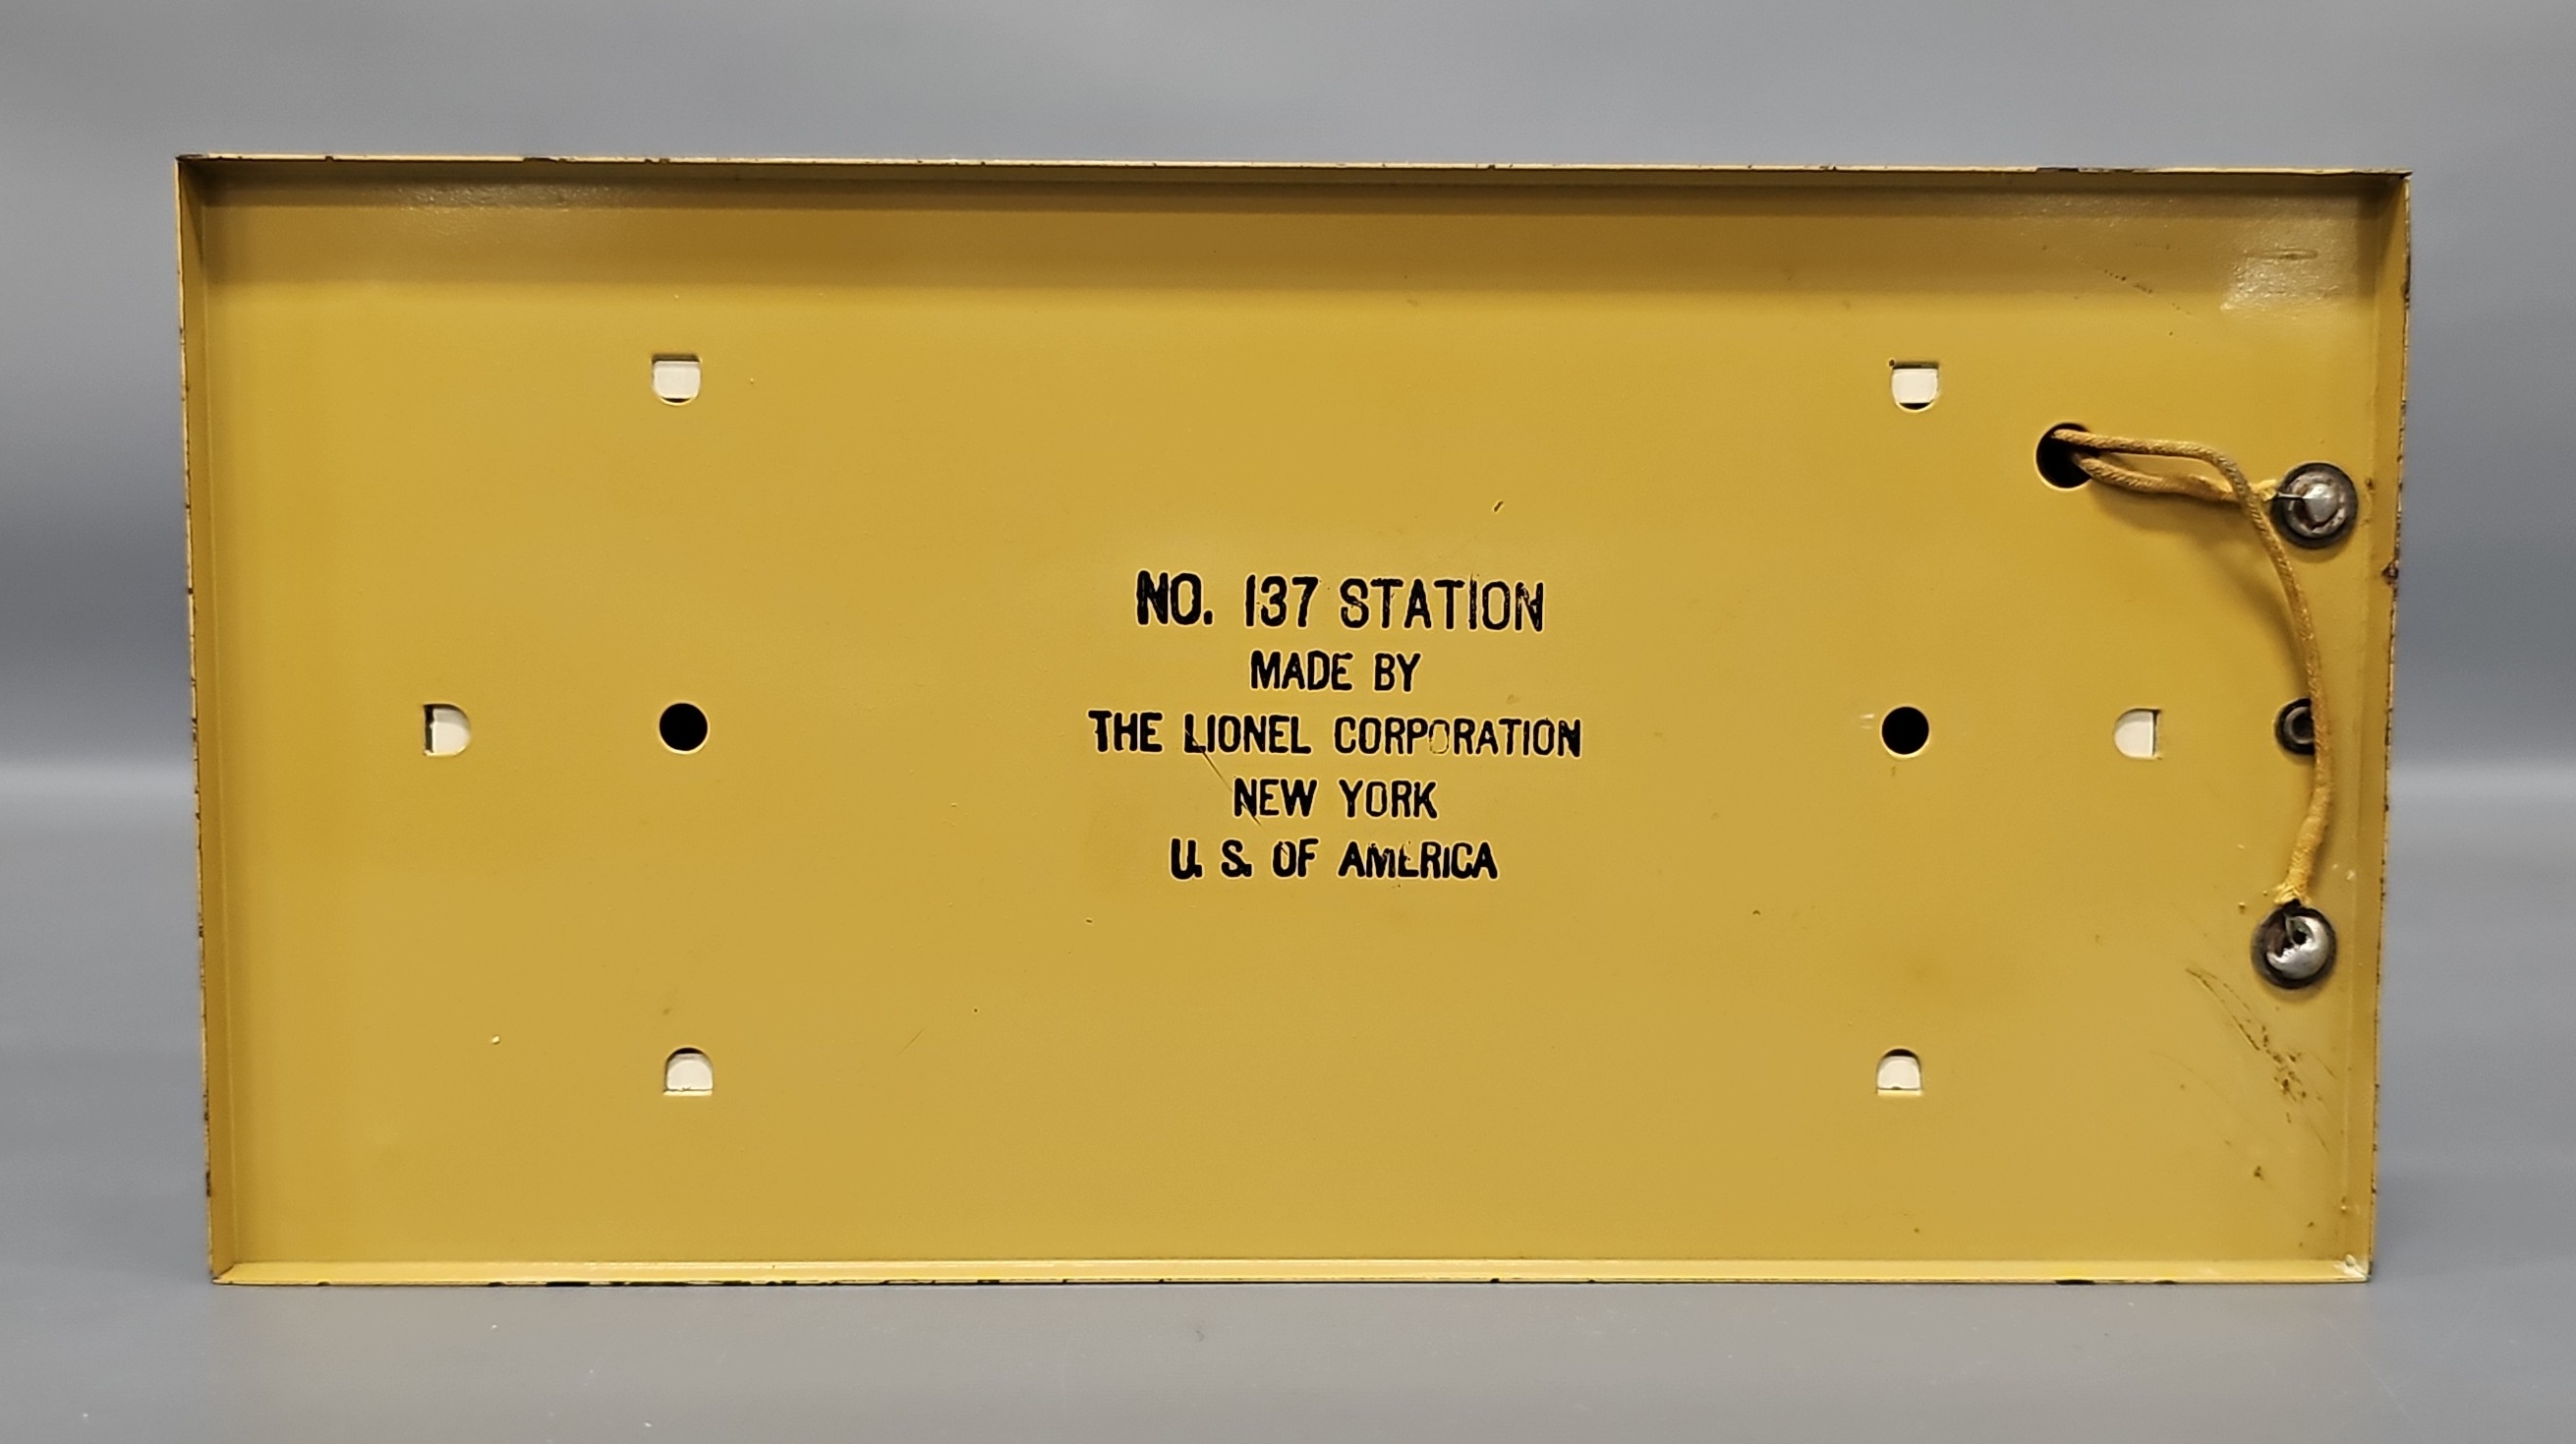 NO. 137 STATION
MADE BY
THE LIONEL CORPORATION
NEW YORK
U. S. OF AMERICA